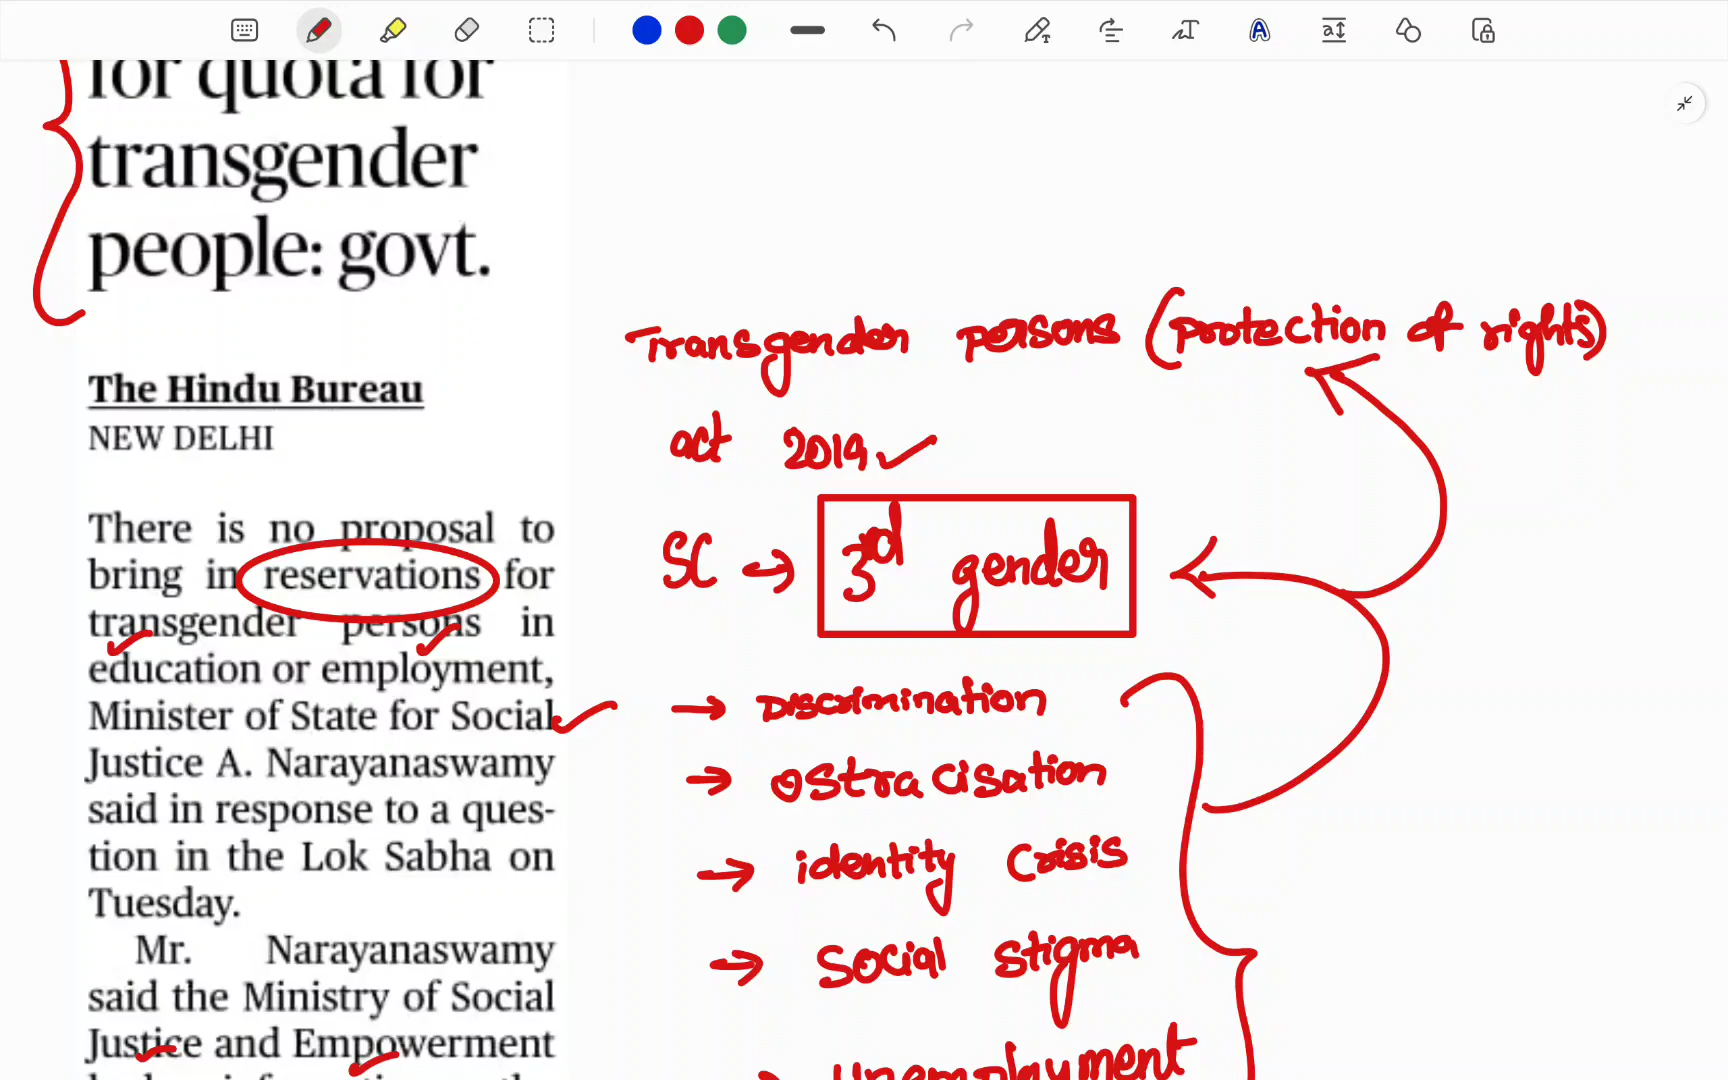 for quota for
transgender
people: govt.
The Hindu Bureau
NEW DELHI
There is no proposal to
bring in reservations for
transgender persons in
education or employment,
Minister of State for Social
Justice A. Narayanaswamy
said in response to a ques-
tion in the Lok Sabha on
Tuesday.
Mr. Narayanaswamy
said the Ministry of Social
Justice and Empowerment
Transgender persons (protection of rights)
act 2019
SC → 3rd gender
→ Discrimination
→ Ostracisation
→ identity Crisis
→ Social Stigma
→ Unemployment